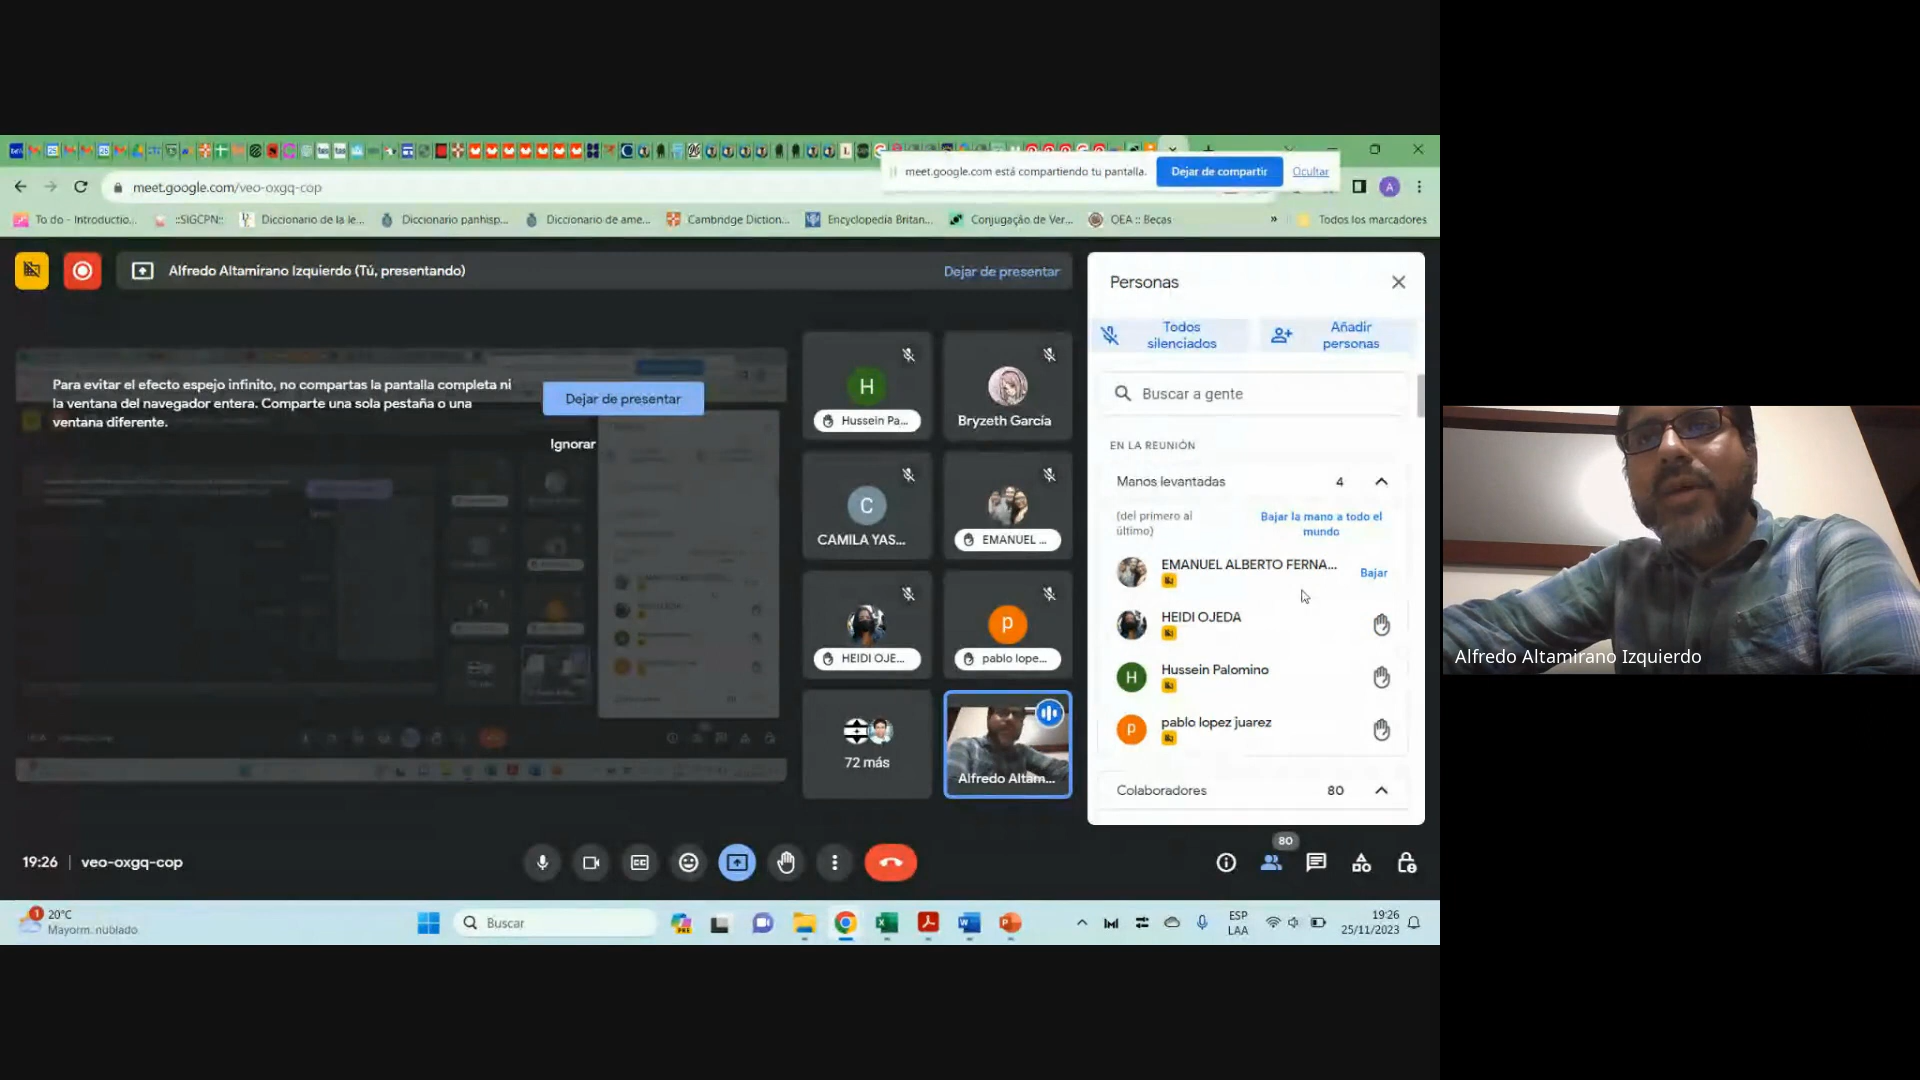 meet.google.com está compartiendo tu pantalla.
Dejar de compartir
Ocultar
meet.google.com/veo-oxgq-cop
A
To do - Introductio...
::SIGCPN::
Diccionario de la le...
Diccionario panhisp...
Diccionario de ame...
Cambridge Diction...
Encyclopedia Britan...
Conjugação de Ver...
OEA :: Becas
»
Todos los marcadores
Alfredo Altamirano Izquierdo (Tú, presentando)
Dejar de presentar
Para evitar el efecto espejo infinito, no compartas la pantalla completa ni
la ventana del navegador entera. Comparte una sola pestaña o una
ventana diferente.
Dejar de presentar
Ignorar
H
Hussein Pa...
Bryzeth García
C
CAMILA YAS...
EMANUEL ...
HEIDI OJE...
p
pablo lope...
72 más
Alfredo Altam...
Personas
Todos
silenciados
Añadir
personas
Buscar a gente
EN LA REUNIÓN
Manos levantadas
4
(del primero al
último)
Bajar la mano a todo el
mundo
EMANUEL ALBERTO FERNA...
Bajar
HEIDI OJEDA
H
Hussein Palomino
p
pablo lopez juarez
Colaboradores
80
19:26
veo-oxgq-cop
80
1
20°C
Mayorm. nublado
Buscar
ESP
LAA
19:26
25/11/2023
Alfredo Altamirano Izquierdo